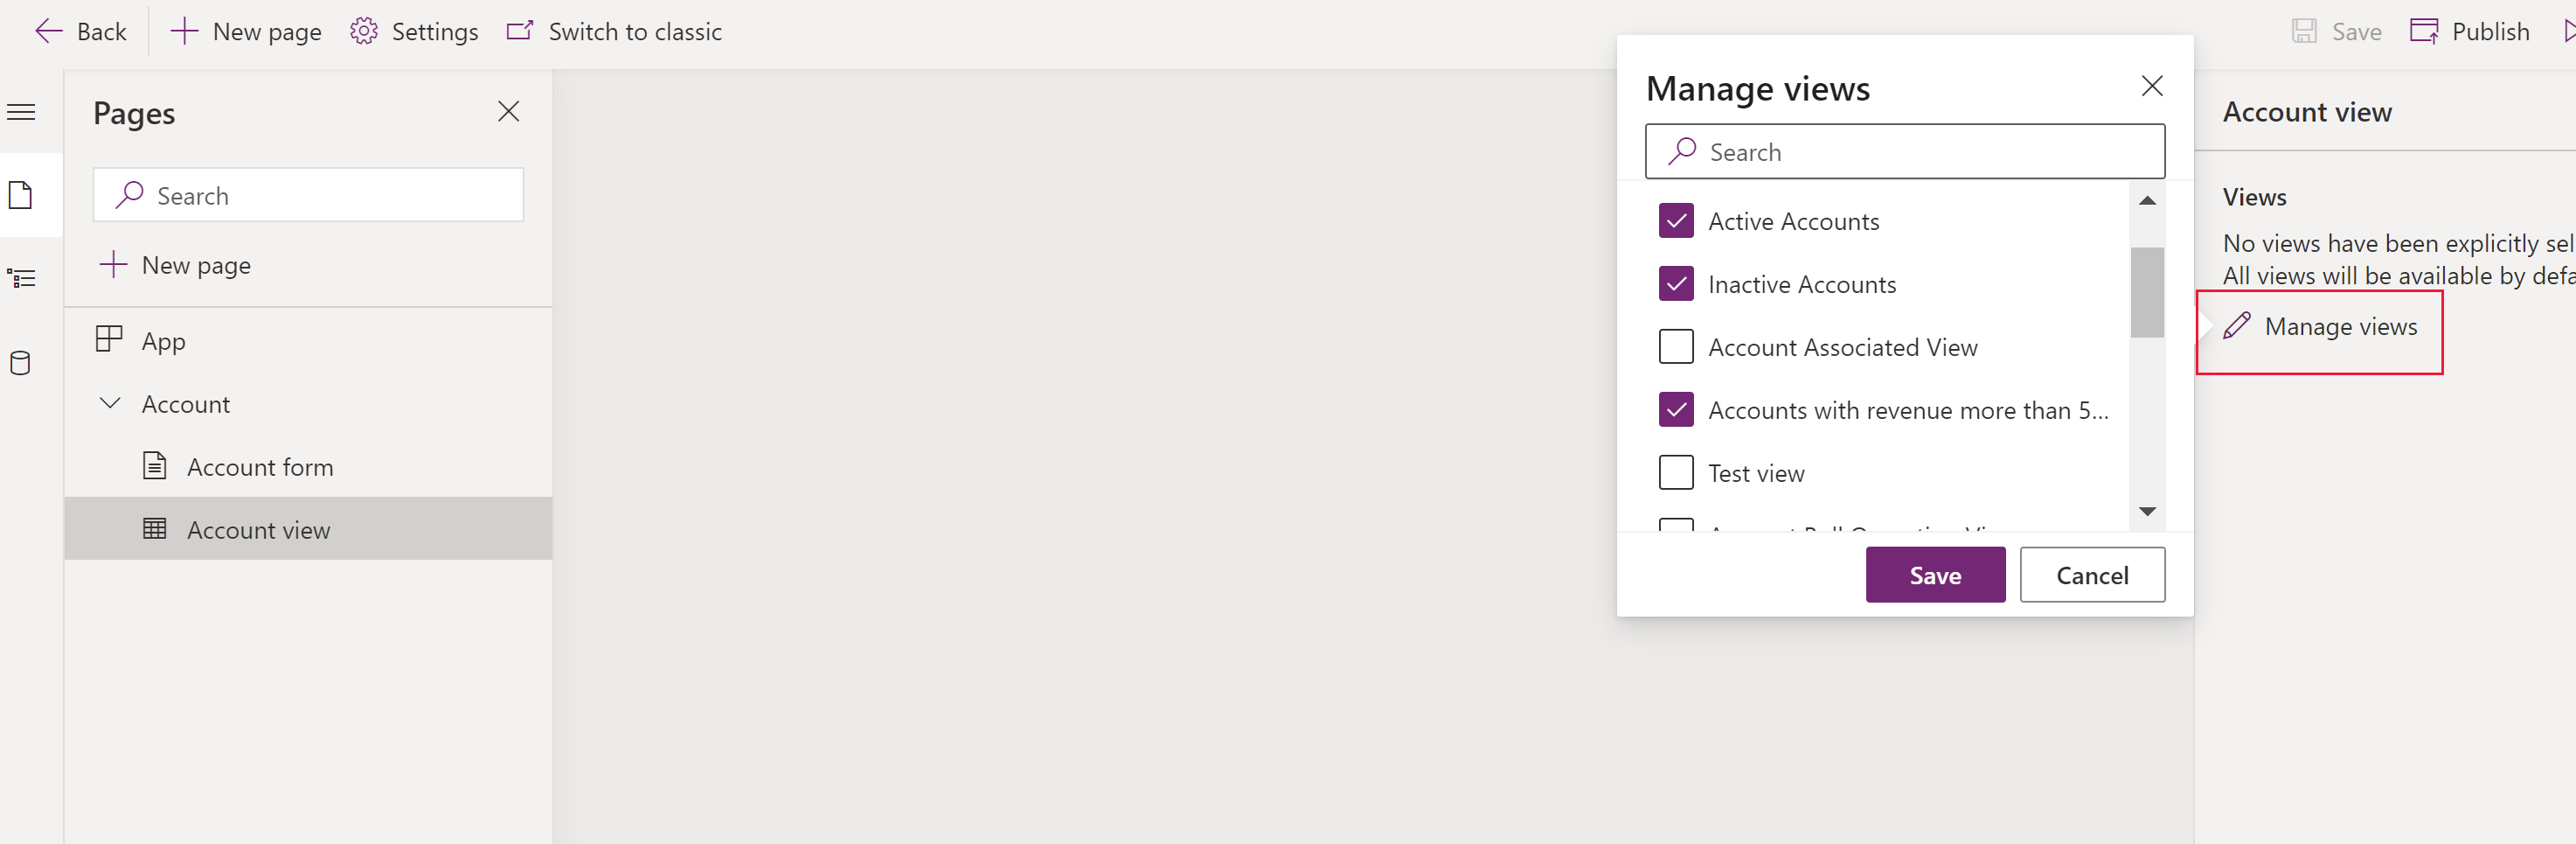 Back
New page
Settings
Switch to classic
Save
Publish
Pages
Search
New page
App
Account
Account form
Account view
Manage views
Search
Active Accounts
Inactive Accounts
Account Associated View
Accounts with revenue more than 5...
Test view
Save
Cancel
Account view
Views
No views have been explicitly sel
All views will be available by defa
Manage views